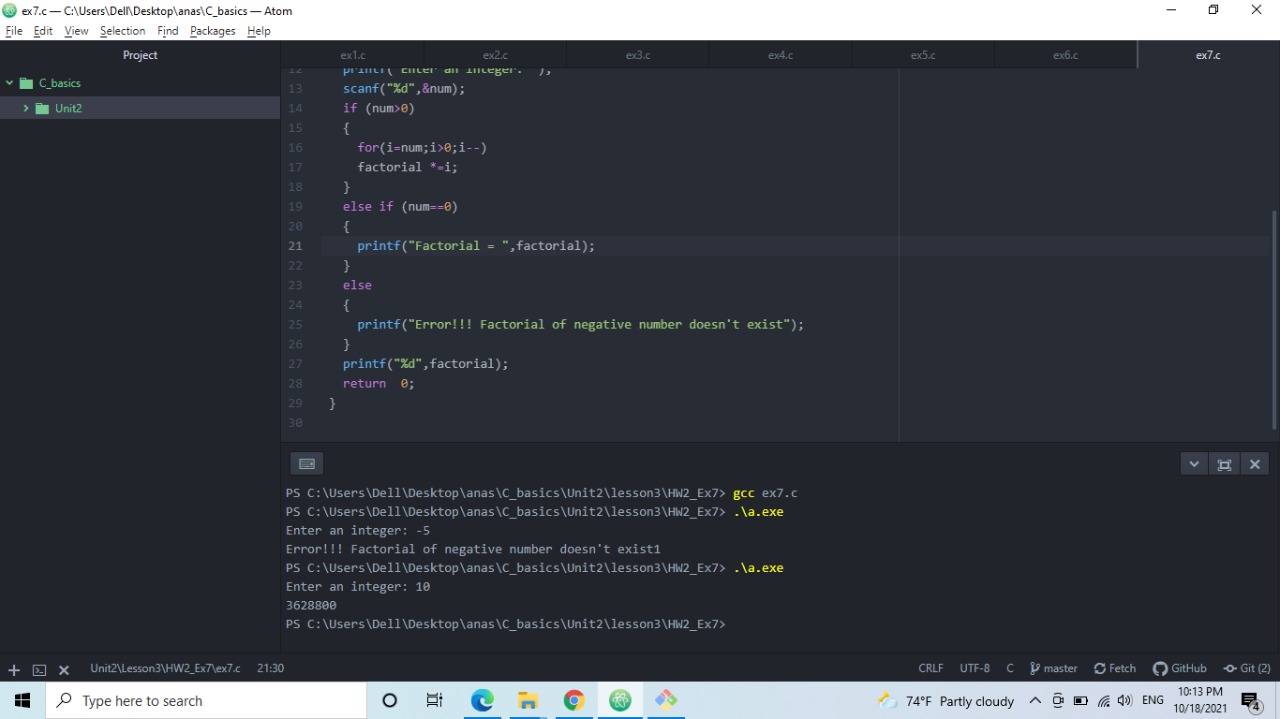 ex7.c — C:\Users\Dell\Desktop\anas\C_basics — Atom
File Edit View Selection Find Packages Help
Project
ex1.c ex2.c ex3.c ex4.c ex5.c ex6.c ex7.c
C_basics
Unit2
12 printf("Enter an integer: ");
13 scanf("%d",&num);
14 if (num>0)
15 {
16 for(i=num;i>0;i--)
17 factorial *=i;
18 }
19 else if (num==0)
20 {
21 printf("Factorial = ",factorial);
22 }
23 else
24 {
25 printf("Error!!! Factorial of negative number doesn't exist");
26 }
27 printf("%d",factorial);
28 return 0;
29 }
30
PS C:\Users\Dell\Desktop\anas\C_basics\Unit2\lesson3\HW2_Ex7> gcc ex7.c
PS C:\Users\Dell\Desktop\anas\C_basics\Unit2\lesson3\HW2_Ex7> .\a.exe
Enter an integer: -5
Error!!! Factorial of negative number doesn't exist1
PS C:\Users\Dell\Desktop\anas\C_basics\Unit2\lesson3\HW2_Ex7> .\a.exe
Enter an integer: 10
3628800
PS C:\Users\Dell\Desktop\anas\C_basics\Unit2\lesson3\HW2_Ex7>
Unit2\Lesson3\HW2_Ex7\ex7.c 21:30 CRLF UTF-8 C master Fetch GitHub Git (2)
Type here to search 74°F Partly cloudy ENG 10:13 PM
10/18/2021 4